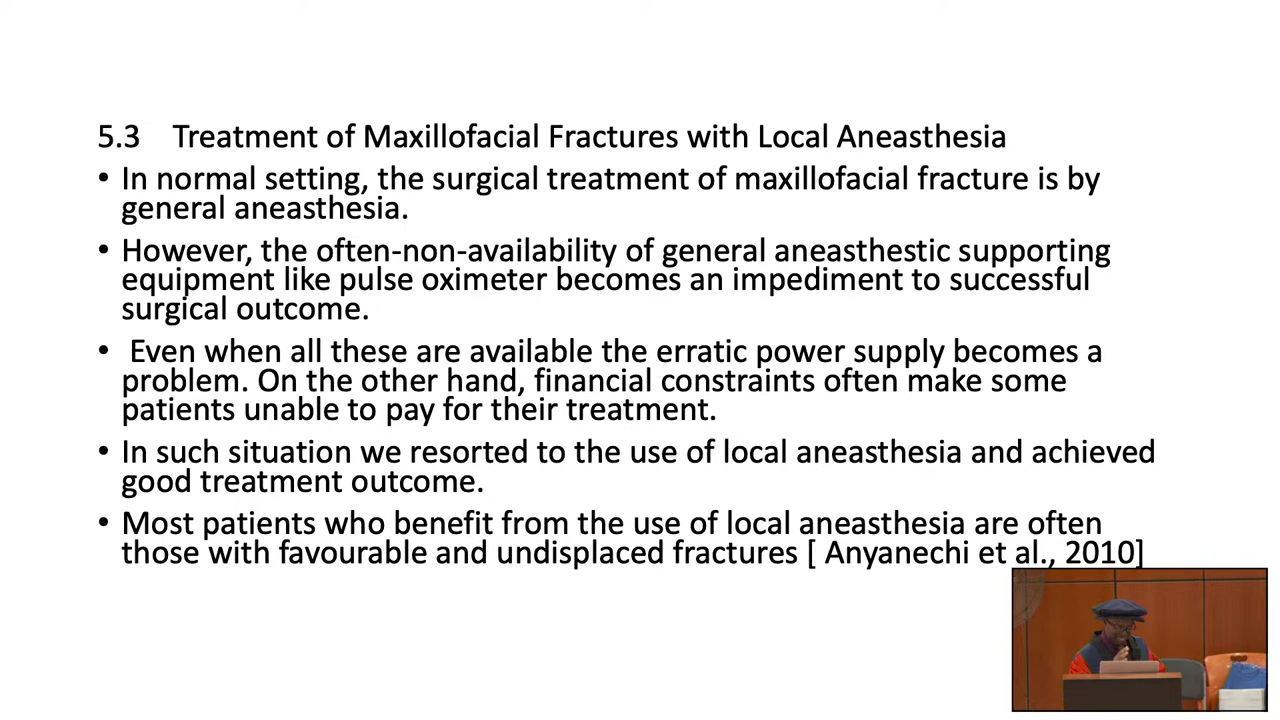 5.3 Treatment of Maxillofacial Fractures with Local Aneasthesia
• In normal setting, the surgical treatment of maxillofacial fracture is by
general aneasthesia.
• However, the often-non-availability of general aneasthestic supporting
equipment like pulse oximeter becomes an impediment to successful
surgical outcome.
• Even when all these are available the erratic power supply becomes a
problem. On the other hand, financial constraints often make some
patients unable to pay for their treatment.
• In such situation we resorted to the use of local aneasthesia and achieved
good treatment outcome.
• Most patients who benefit from the use of local aneasthesia are often
those with favourable and undisplaced fractures [ Anyanechi et al., 2010]